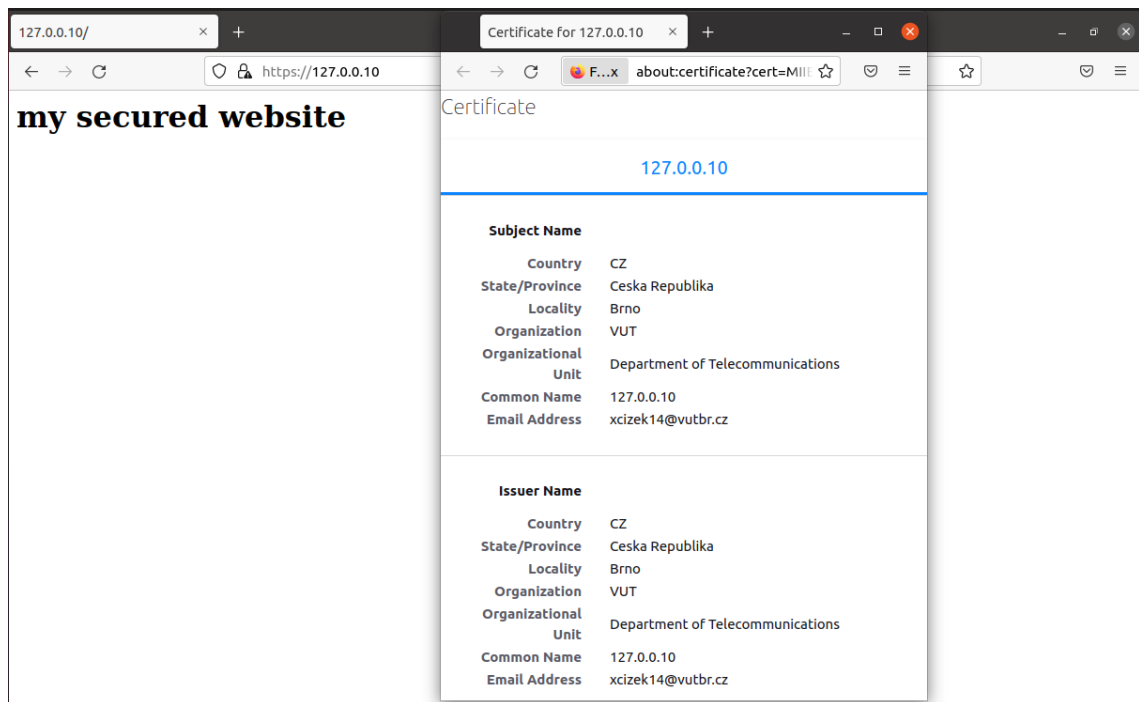 127.0.0.10/
https://127.0.0.10
my secured website
Certificate for 127.0.0.10
F...x about:certificate?cert=MIIE
Certificate
127.0.0.10
Subject Name
Country CZ
State/Province Ceska Republika
Locality Brno
Organization VUT
Organizational
Unit Department of Telecommunications
Common Name 127.0.0.10
Email Address xcizek14@vutbr.cz
Issuer Name
Country CZ
State/Province Ceska Republika
Locality Brno
Organization VUT
Organizational
Unit Department of Telecommunications
Common Name 127.0.0.10
Email Address xcizek14@vutbr.cz